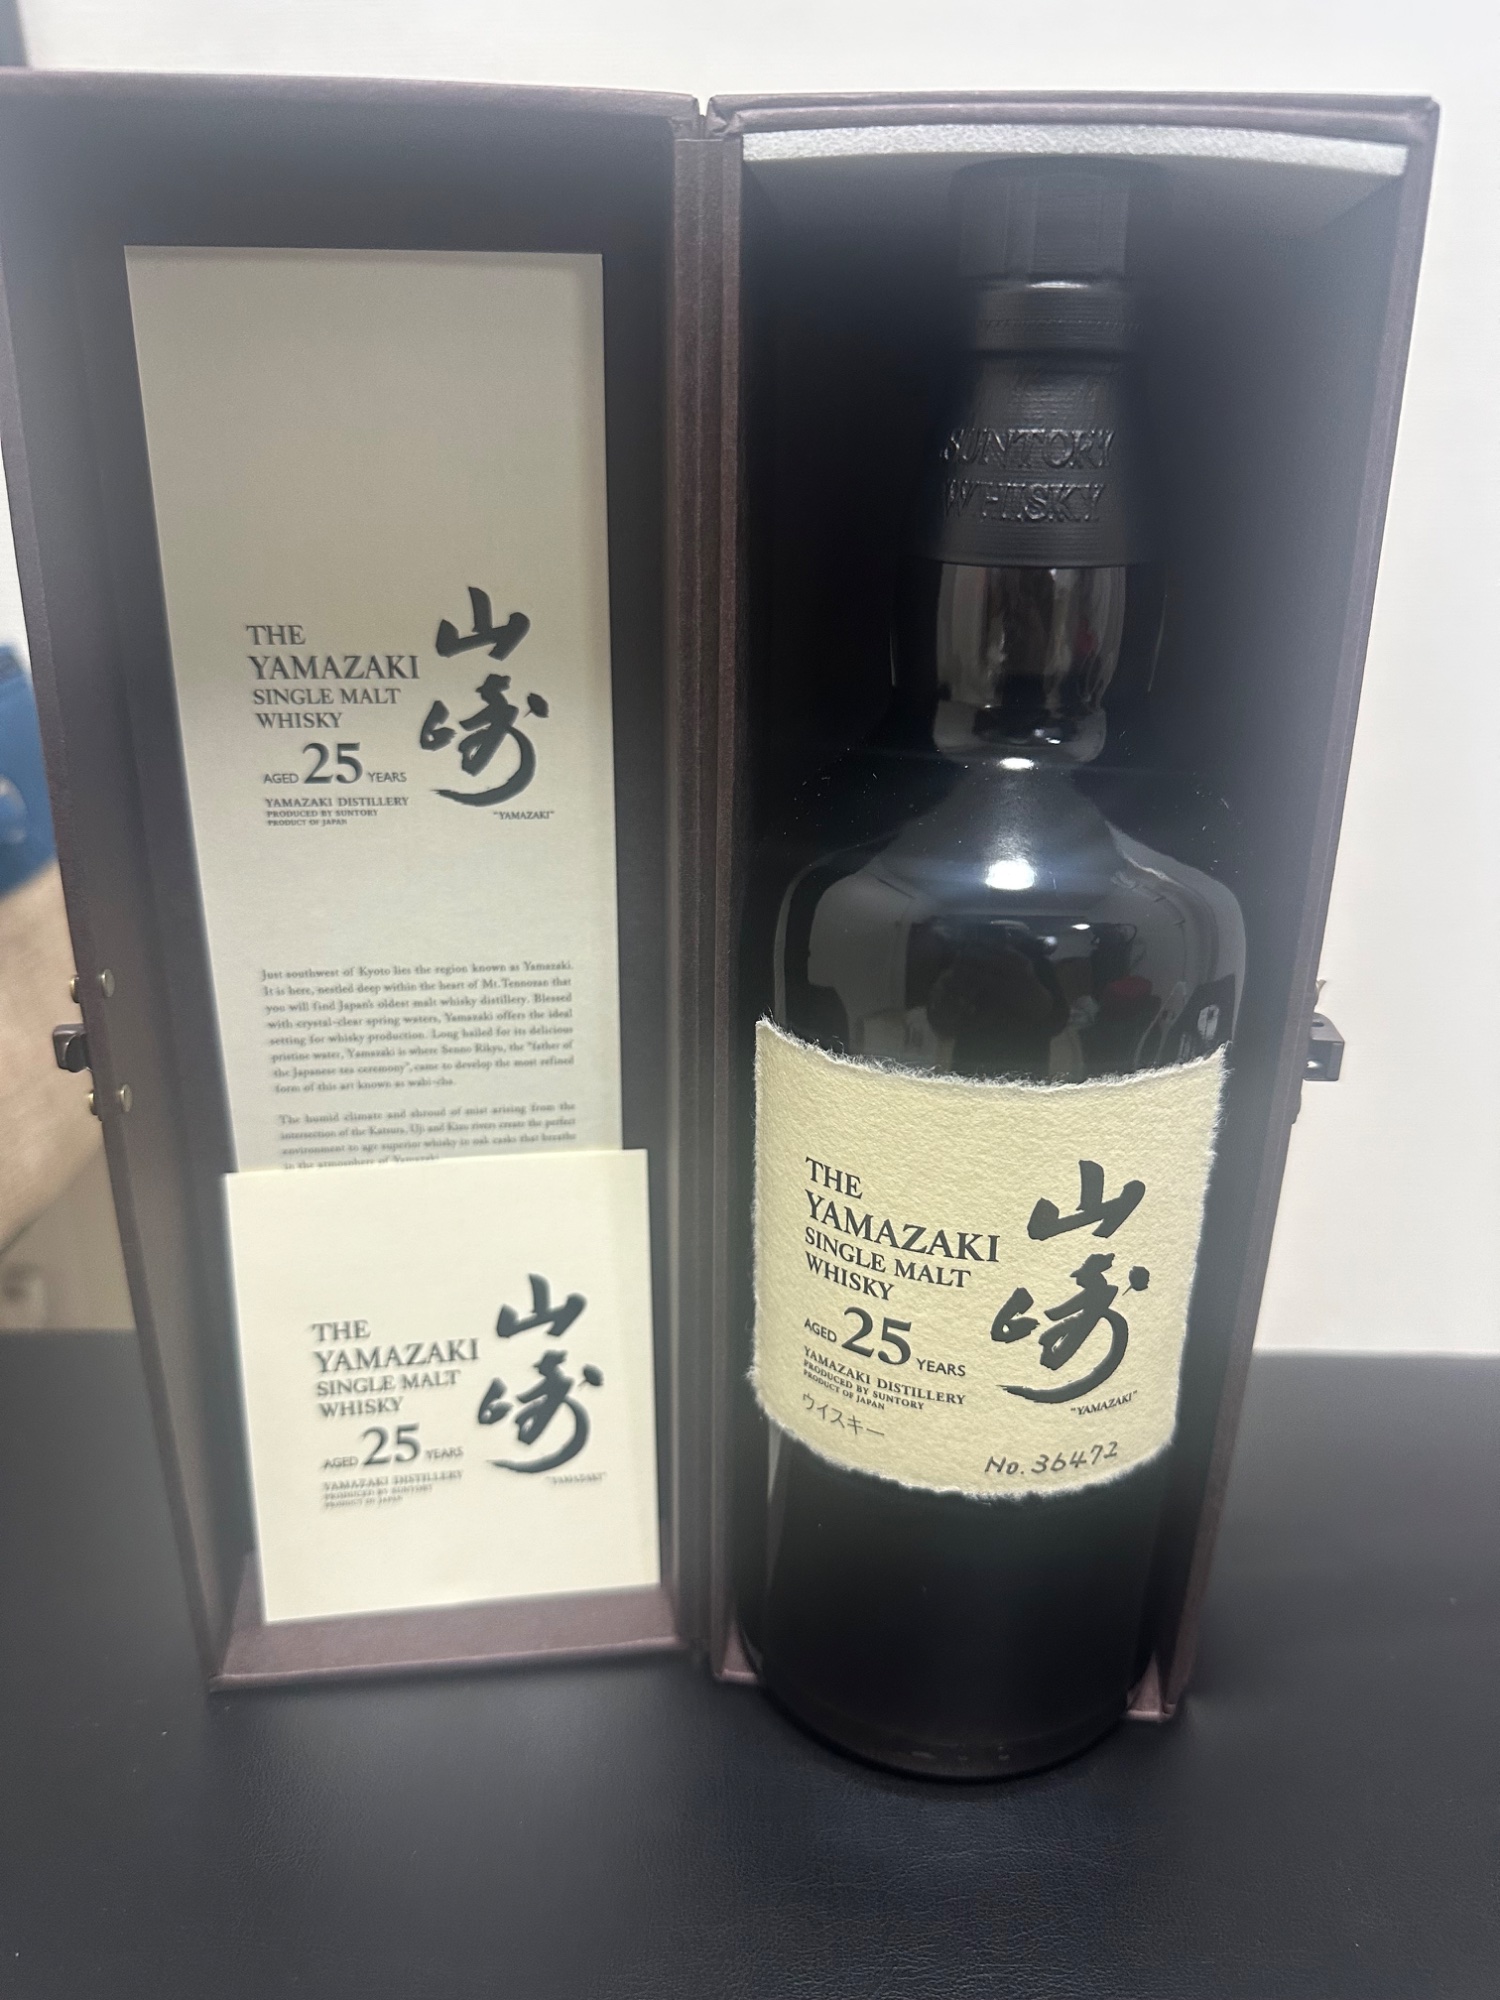 THE
YAMAZAKI
SINGLE MALT
WHISKY
AGED 25 YEARS
YAMAZAKI DISTILLERY
PRODUCED BY SUNTORY
PRODUCT OF JAPAN
山崎
"YAMAZAKI"
Just southwest of Kyoto lies the region known as Yamazaki.
It is here, nestled deep within the heart of Mt. Tennozan that
you will find Japan's oldest malt whisky distillery. Blessed
with crystal-clear spring waters, Yamazaki offers the ideal
setting for whisky production. Long hailed for its delicious
pristine water, Yamazaki is where Senno Rikyu, the "father of
the Japanese tea ceremony", came to develop the most refined
form of this art known as wabi-cha.
The humid climate and shroud of mist arising from the
intersection of the Katsura, Uji and Kizu rivers create the perfect
environment to age superior whisky in oak casks that breathe
in the atmosphere of Yamazaki.
THE
YAMAZAKI
SINGLE MALT
WHISKY
AGED 25 YEARS
YAMAZAKI DISTILLERY
PRODUCED BY SUNTORY
PRODUCT OF JAPAN
山崎
"YAMAZAKI"
SUNTORY
WHISKY
THE
YAMAZAKI
SINGLE MALT
WHISKY
AGED 25 YEARS
YAMAZAKI DISTILLERY
PRODUCED BY SUNTORY
PRODUCT OF JAPAN
ウイスキー
山崎
"YAMAZAKI"
No. 36472